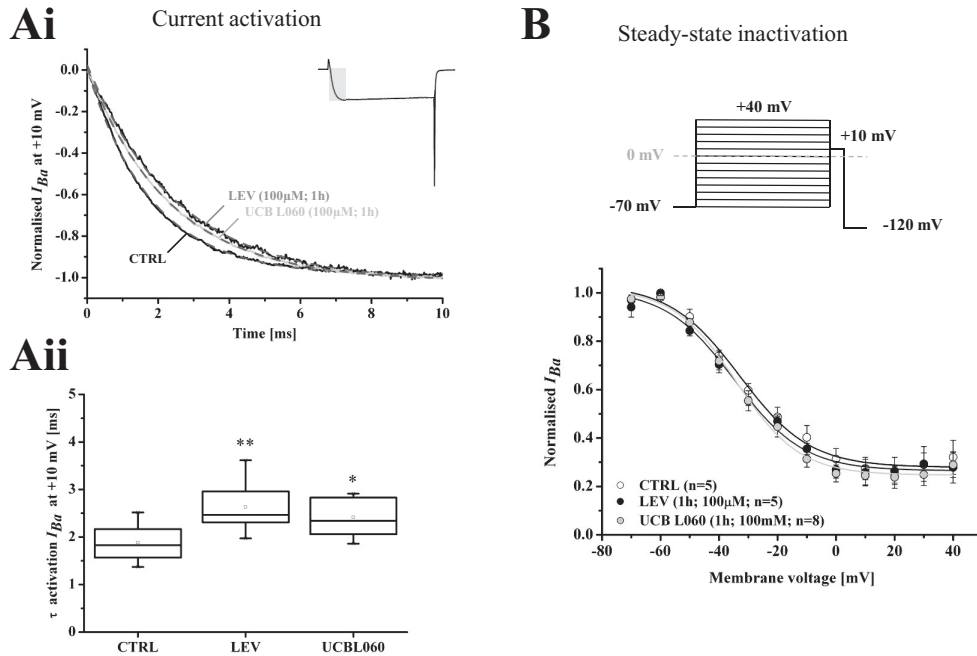 Ai
Current activation
0.0
-0.2
-0.4
-0.6
-0.8
-1.0
Normalised I_Ba at +10 mV
LEV (100μM; 1h)
UCB L060 (100μM; 1h)
CTRL
0 2 4 6 8 10
Time [ms]
Aii
5
4
3
2
1
0
τ activation I_Ba at +10 mV [ms]
**
*
CTRL LEV UCBL060
B
Steady-state inactivation
+40 mV
+10 mV
0 mV
-70 mV
-120 mV
1.0
0.8
0.6
0.4
0.2
0.0
Normalised I_Ba
CTRL (n=5)
LEV (1h; 100μM; n=5)
UCB L060 (1h; 100mM; n=8)
-80 -60 -40 -20 0 20 40
Membrane voltage [mV]